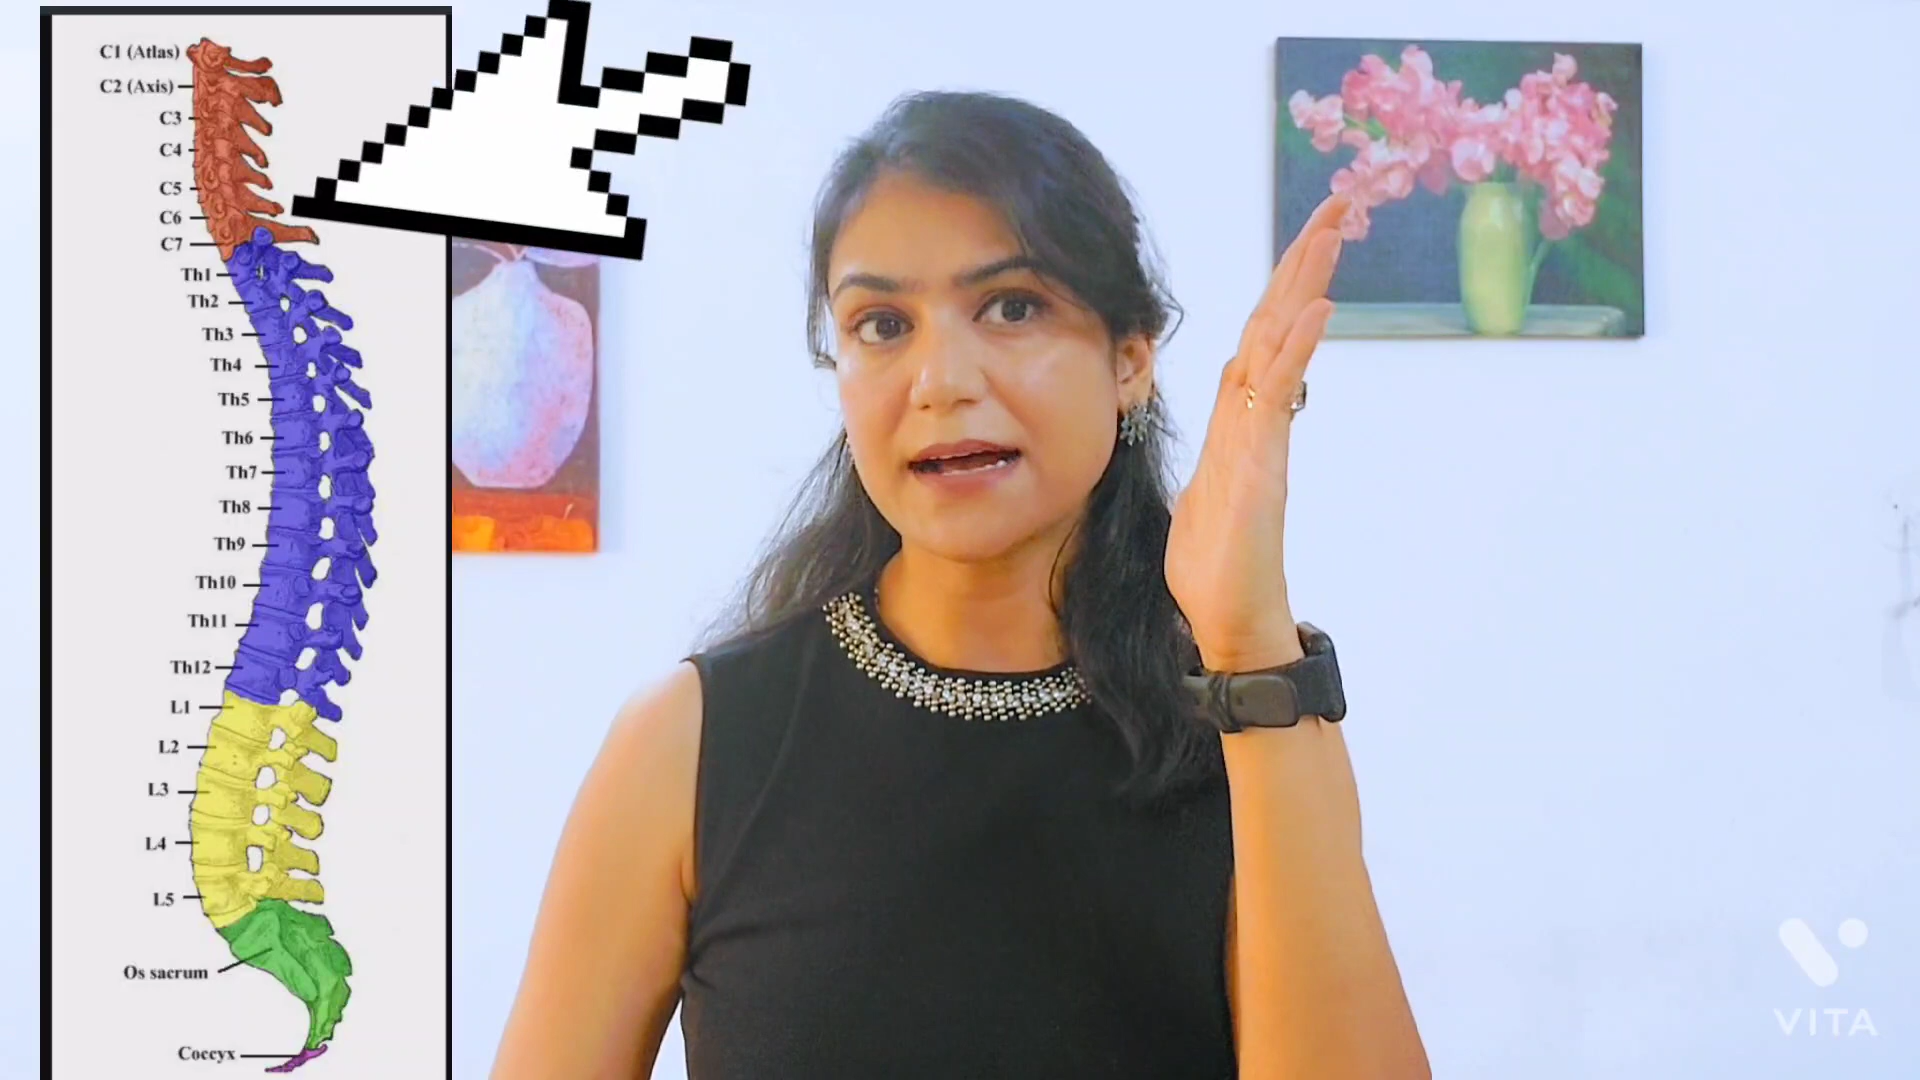 C1 (Atlas)
C2 (Axis)
C3
C4
C5
C6
C7
Th1
Th2
Th3
Th4
Th5
Th6
Th7
Th8
Th9
Th10
Th11
Th12
L1
L2
L3
L4
L5
Os sacrum
Coccyx
VITA